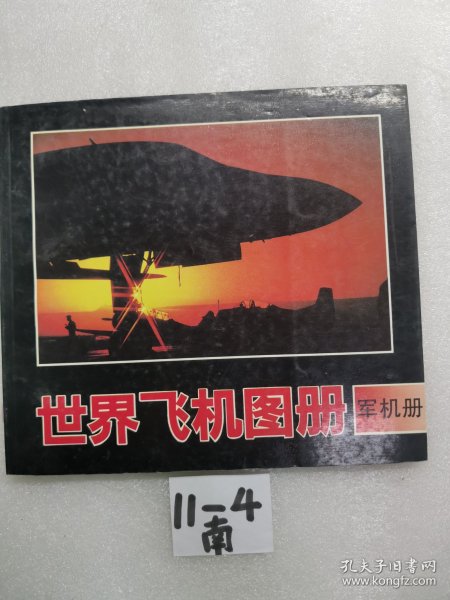 世界飞机图册
军机册
11-4
南
孔夫子旧书网
www.kongfz.com